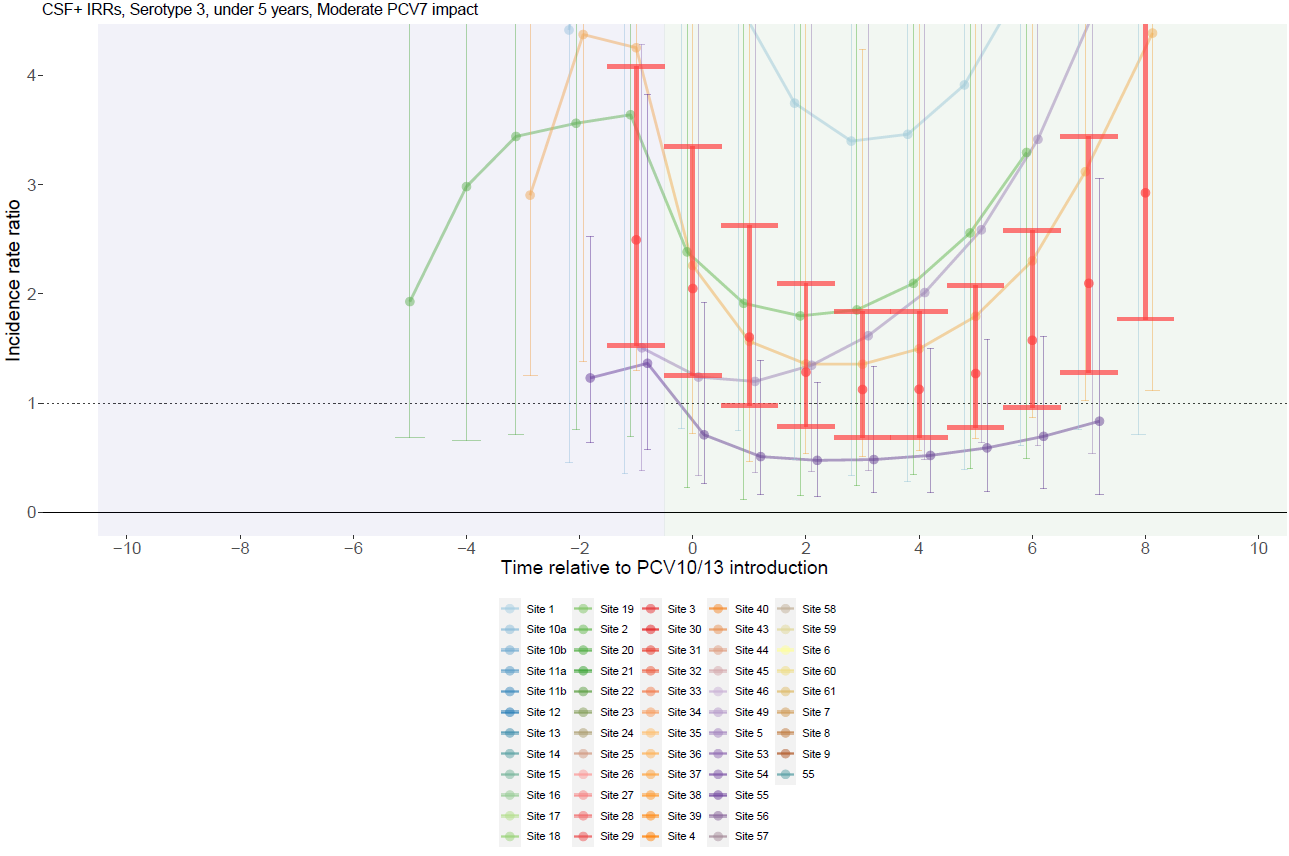 CSF+ IRRs, Serotype 3, under 5 years, Moderate PCV7 impact
Incidence rate ratio
4
3
2
1
0
−10 −8 −6 −4 −2 0 2 4 6 8 10
Time relative to PCV10/13 introduction
Site 1 Site 19 Site 3 Site 40 Site 58
Site 10a Site 2 Site 30 Site 43 Site 59
Site 10b Site 20 Site 31 Site 44 Site 6
Site 11a Site 21 Site 32 Site 45 Site 60
Site 11b Site 22 Site 33 Site 46 Site 61
Site 12 Site 23 Site 34 Site 49 Site 7
Site 13 Site 24 Site 35 Site 5 Site 8
Site 14 Site 25 Site 36 Site 53 Site 9
Site 15 Site 26 Site 37 Site 54 55
Site 16 Site 27 Site 38 Site 55
Site 17 Site 28 Site 39 Site 56
Site 18 Site 29 Site 4 Site 57